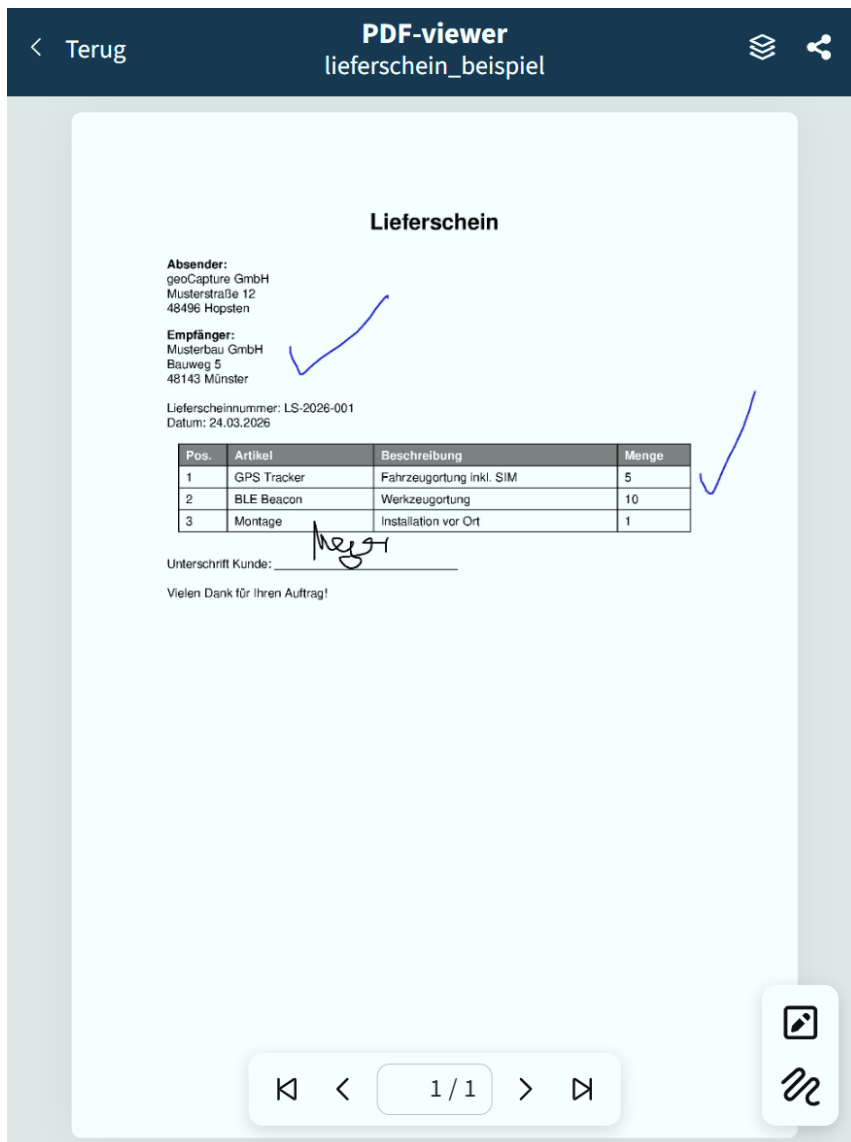 Terug
PDF-viewer
lieferschein_beispiel
Lieferschein
Absender:
geoCapture GmbH
Musterstraße 12
48496 Hopsten
Empfänger:
Musterbau GmbH
Bauweg 5
48143 Münster
Lieferscheinnummer: LS-2026-001
Datum: 24.03.2026
Pos. Artikel Beschreibung Menge
1 GPS Tracker Fahrzeugortung inkl. SIM 5
2 BLE Beacon Werkzeugortung 10
3 Montage Installation vor Ort 1
Unterschrift Kunde:
Vielen Dank für Ihren Auftrag!
1 / 1